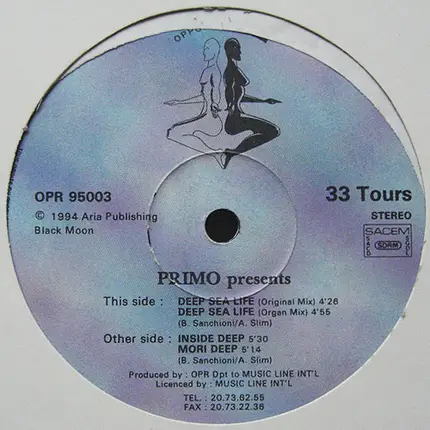 OPR 95003
33 Tours
© 1994 Aria Publishing
Black Moon
STEREO
SACEM
SDRM
PRIMO presents
This side : DEEP SEA LIFE (Original Mix) 4'26
DEEP SEA LIFE (Organ Mix) 4'55
(B. Sanchioni/A. Slim)
Other side : INSIDE DEEP 5'30
MORI DEEP 5'14
(B. Sanchioni/A. Slim)
Produced by : OPR Dpt to MUSIC LINE INT'L
Licenced by : MUSIC LINE INT'L
TEL. : 20.73.62.55
FAX : 20.73.22.36